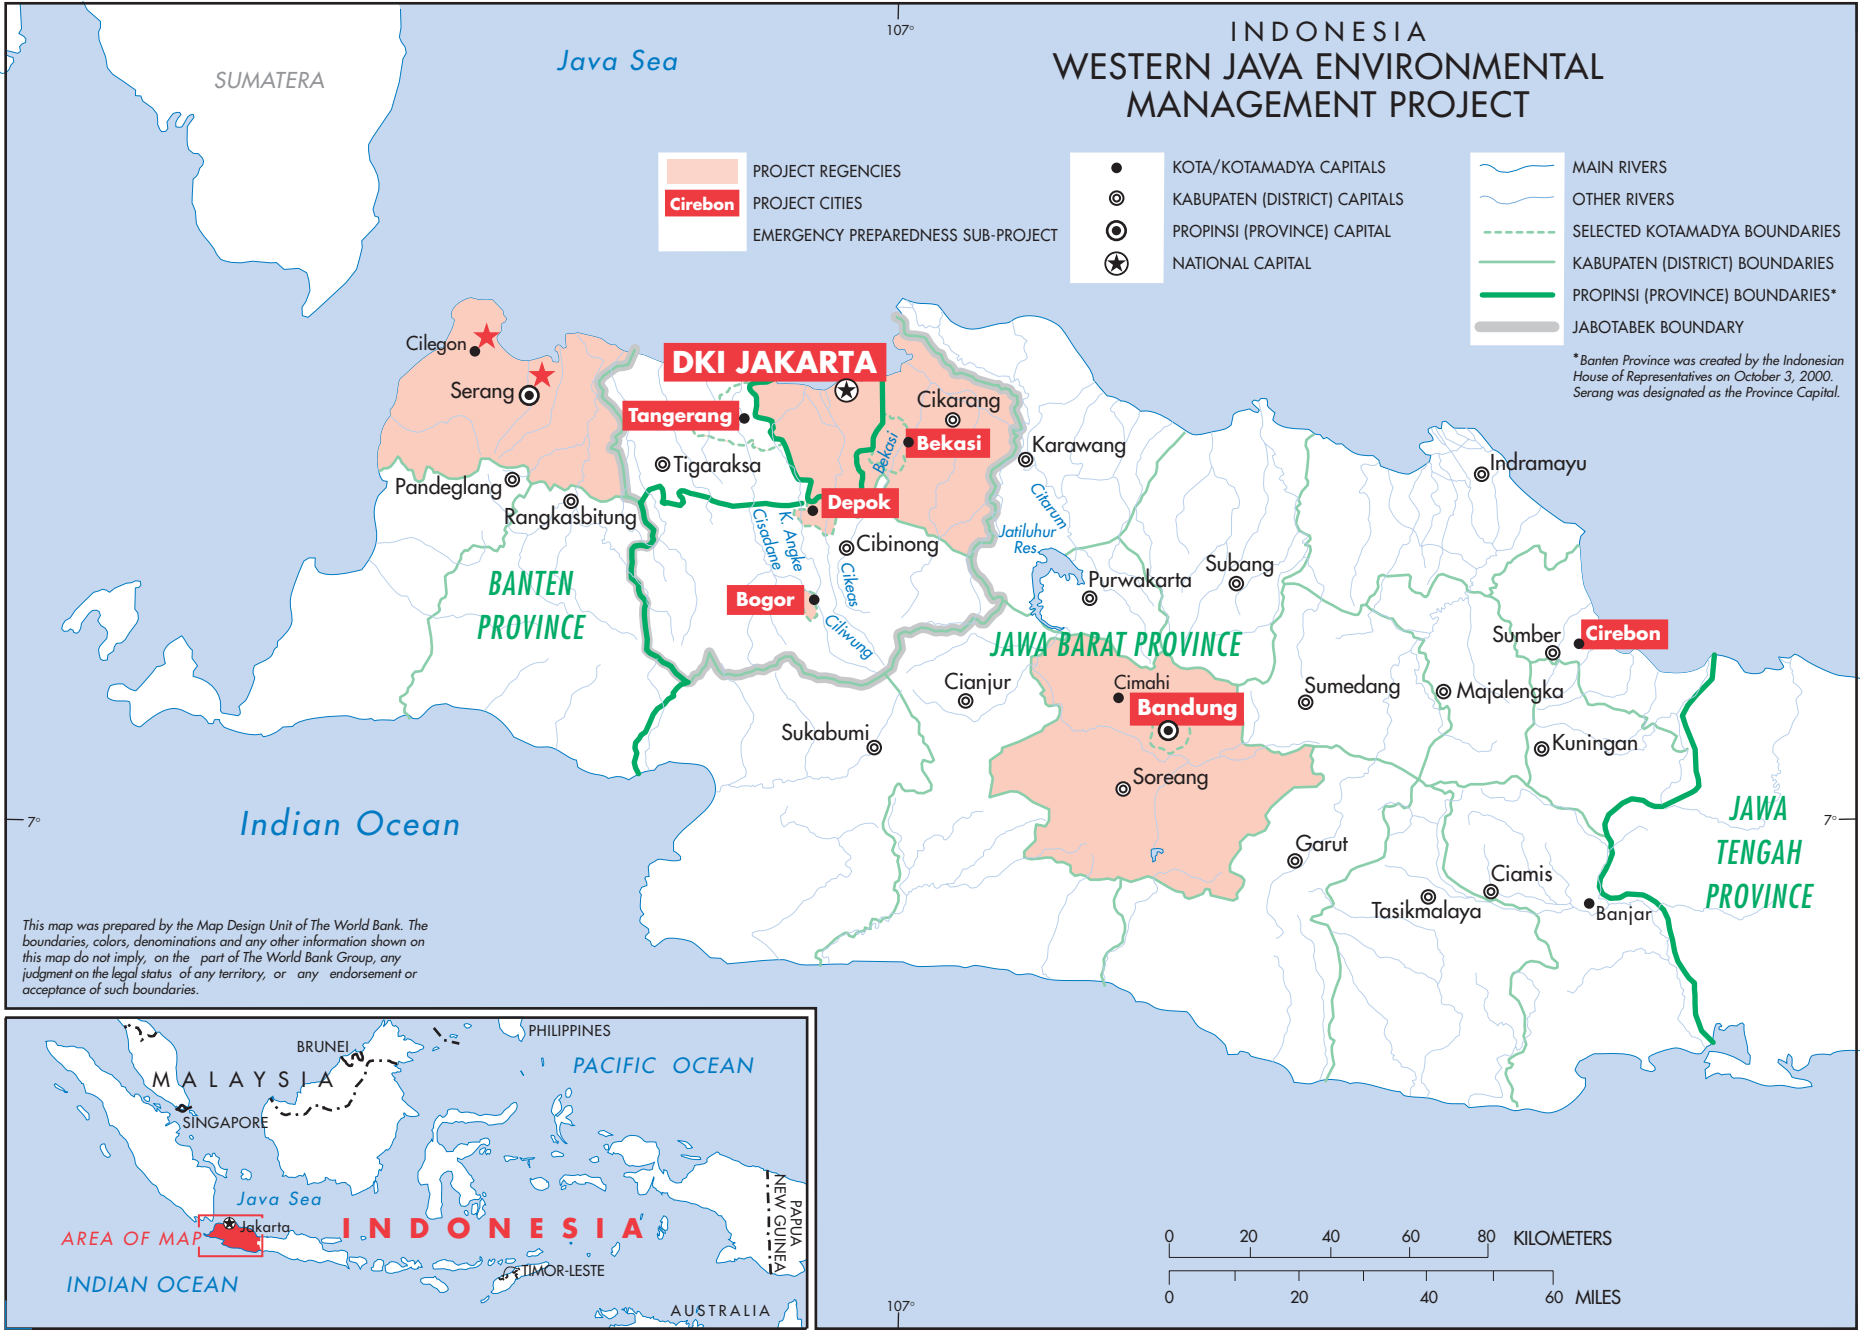 INDONESIA
WESTERN JAVA ENVIRONMENTAL
MANAGEMENT PROJECT
107°
Java Sea
SUMATERA
PROJECT REGENCIES
Cirebon
PROJECT CITIES
EMERGENCY PREPAREDNESS SUB-PROJECT
KOTA/KOTAMADYA CAPITALS
KABUPATEN (DISTRICT) CAPITALS
PROPINSI (PROVINCE) CAPITAL
NATIONAL CAPITAL
MAIN RIVERS
OTHER RIVERS
SELECTED KOTAMADYA BOUNDARIES
KABUPATEN (DISTRICT) BOUNDARIES
PROPINSI (PROVINCE) BOUNDARIES*
JABOTABEK BOUNDARY
*Banten Province was created by the Indonesian
House of Representatives on October 3, 2000.
Serang was designated as the Province Capital.
Cilegon
Serang
DKI JAKARTA
Tangerang
Cikarang
Bekasi
Bekasi
Karawang
Tigaraksa
Pandeglang
Rangkasbitung
Depok
Indramayu
Citarum
Jatiluhur
Res.
K. Angke
Cisadane
Cibinong
Cikeas
Bogor
Ciliwung
BANTEN
PROVINCE
Purwakarta
Subang
JAWA BARAT PROVINCE
Sumber
Cirebon
Cianjur
Cimahi
Bandung
Sumedang
Majalengka
Sukabumi
Kuningan
Soreang
Indian Ocean
7°
7°
JAWA
TENGAH
PROVINCE
Garut
Ciamis
Tasikmalaya
Banjar
This map was prepared by the Map Design Unit of The World Bank. The
boundaries, colors, denominations and any other information shown on
this map do not imply, on the part of The World Bank Group, any
judgment on the legal status of any territory, or any endorsement or
acceptance of such boundaries.
PHILIPPINES
BRUNEI
PACIFIC OCEAN
MALAYSIA
SINGAPORE
Java Sea
Jakarta
INDONESIA
AREA OF MAP
INDIAN OCEAN
TIMOR-LESTE
PAPUA
NEW GUINEA
AUSTRALIA
107°
0 20 40 60 80 KILOMETERS
0 20 40 60 MILES